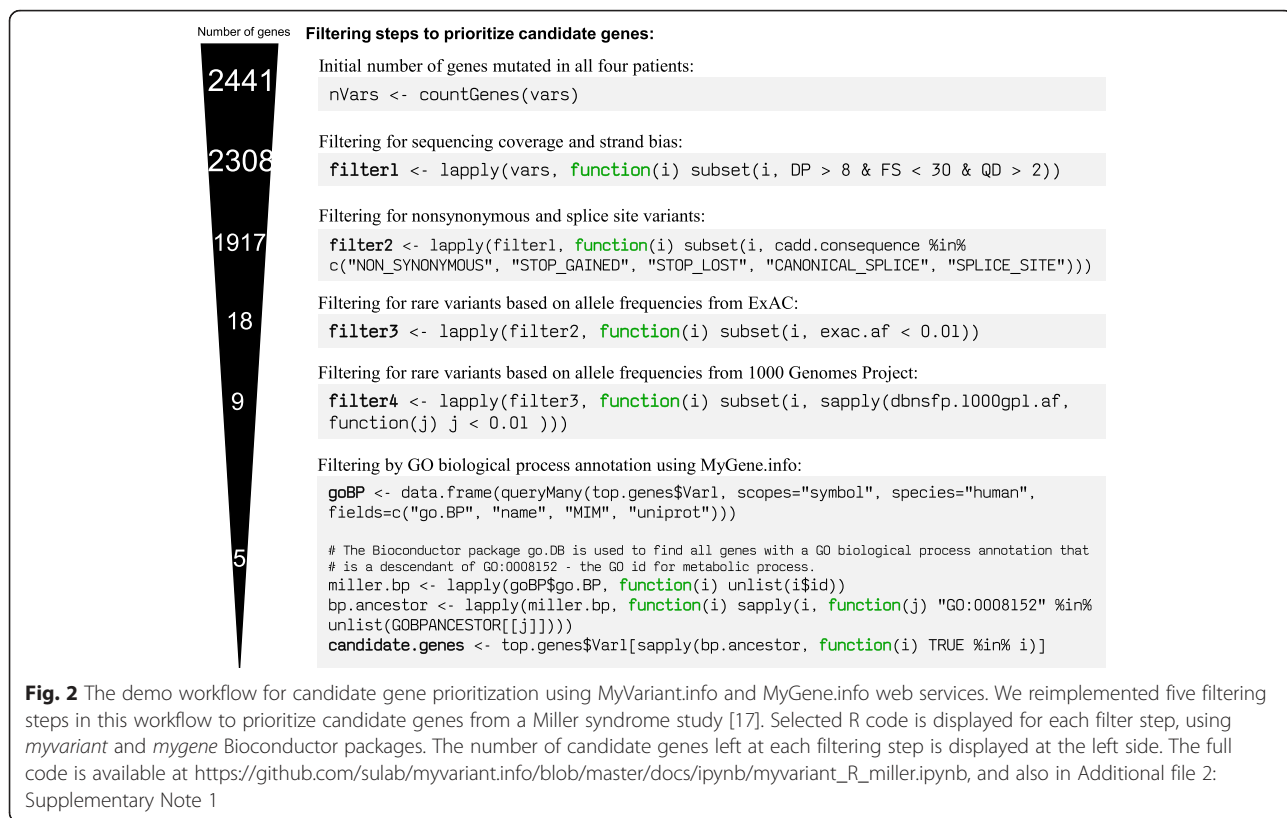 Number of genes
Filtering steps to prioritize candidate genes:
2441
Initial number of genes mutated in all four patients:
nVars <- countGenes(vars)
2308
Filtering for sequencing coverage and strand bias:
filter1 <- lapply(vars, function(i) subset(i, DP > 8 & FS < 30 & QD > 2))
1917
Filtering for nonsynonymous and splice site variants:
filter2 <- lapply(filter1, function(i) subset(i, cadd.consequence %in%
c("NON_SYNONYMOUS", "STOP_GAINED", "STOP_LOST", "CANONICAL_SPLICE", "SPLICE_SITE")))
18
Filtering for rare variants based on allele frequencies from ExAC:
filter3 <- lapply(filter2, function(i) subset(i, exac.af < 0.01))
9
Filtering for rare variants based on allele frequencies from 1000 Genomes Project:
filter4 <- lapply(filter3, function(i) subset(i, sapply(dbnsfp.1000gp1.af,
function(j) j < 0.01 )))
5
Filtering by GO biological process annotation using MyGene.info:
goBP <- data.frame(queryMany(top.genes$Var1, scopes="symbol", species="human",
fields=c("go.BP", "name", "MIM", "uniprot")))
# The Bioconductor package go.DB is used to find all genes with a GO biological process annotation that
# is a descendant of GO:0008152 - the GO id for metabolic process.
miller.bp <- lapply(goBP$go.BP, function(i) unlist(i$id))
bp.ancestor <- lapply(miller.bp, function(i) sapply(i, function(j) "GO:0008152" %in%
unlist(GOBPANCESTOR[[j]])))
candidate.genes <- top.genes$Var1[sapply(bp.ancestor, function(i) TRUE %in% i)]
Fig. 2 The demo workflow for candidate gene prioritization using MyVariant.info and MyGene.info web services. We reimplemented five filtering
steps in this workflow to prioritize candidate genes from a Miller syndrome study [17]. Selected R code is displayed for each filter step, using
myvariant and mygene Bioconductor packages. The number of candidate genes left at each filtering step is displayed at the left side. The full
code is available at https://github.com/sulab/myvariant.info/blob/master/docs/ipynb/myvariant_R_miller.ipynb, and also in Additional file 2:
Supplementary Note 1